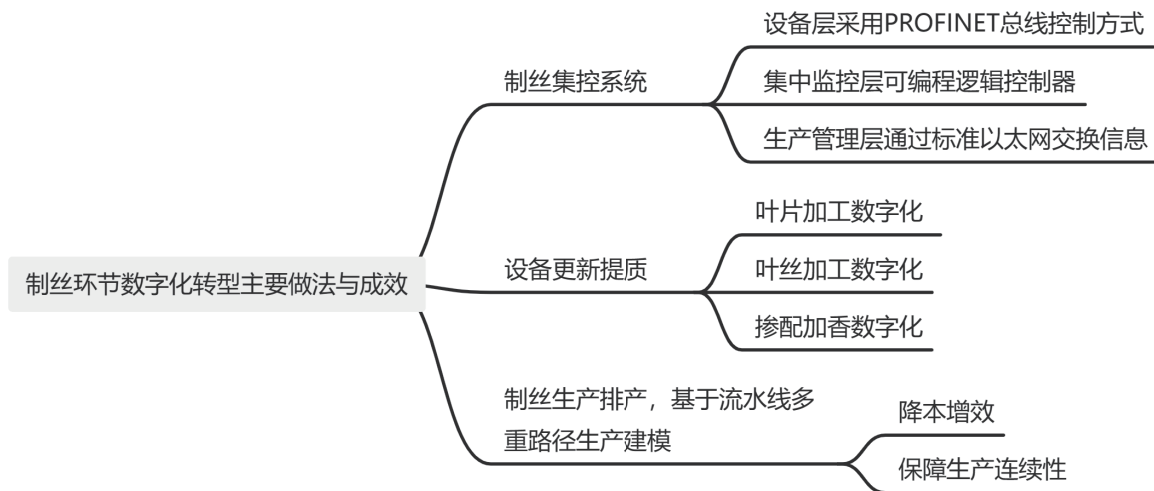 制丝环节数字化转型主要做法与成效
制丝集控系统
设备层采用PROFINET总线控制方式
集中监控层可编程逻辑控制器
生产管理层通过标准以太网交换信息
设备更新提质
叶片加工数字化
叶丝加工数字化
掺配加香数字化
制丝生产排产，基于流水线多
重路径生产建模
降本增效
保障生产连续性